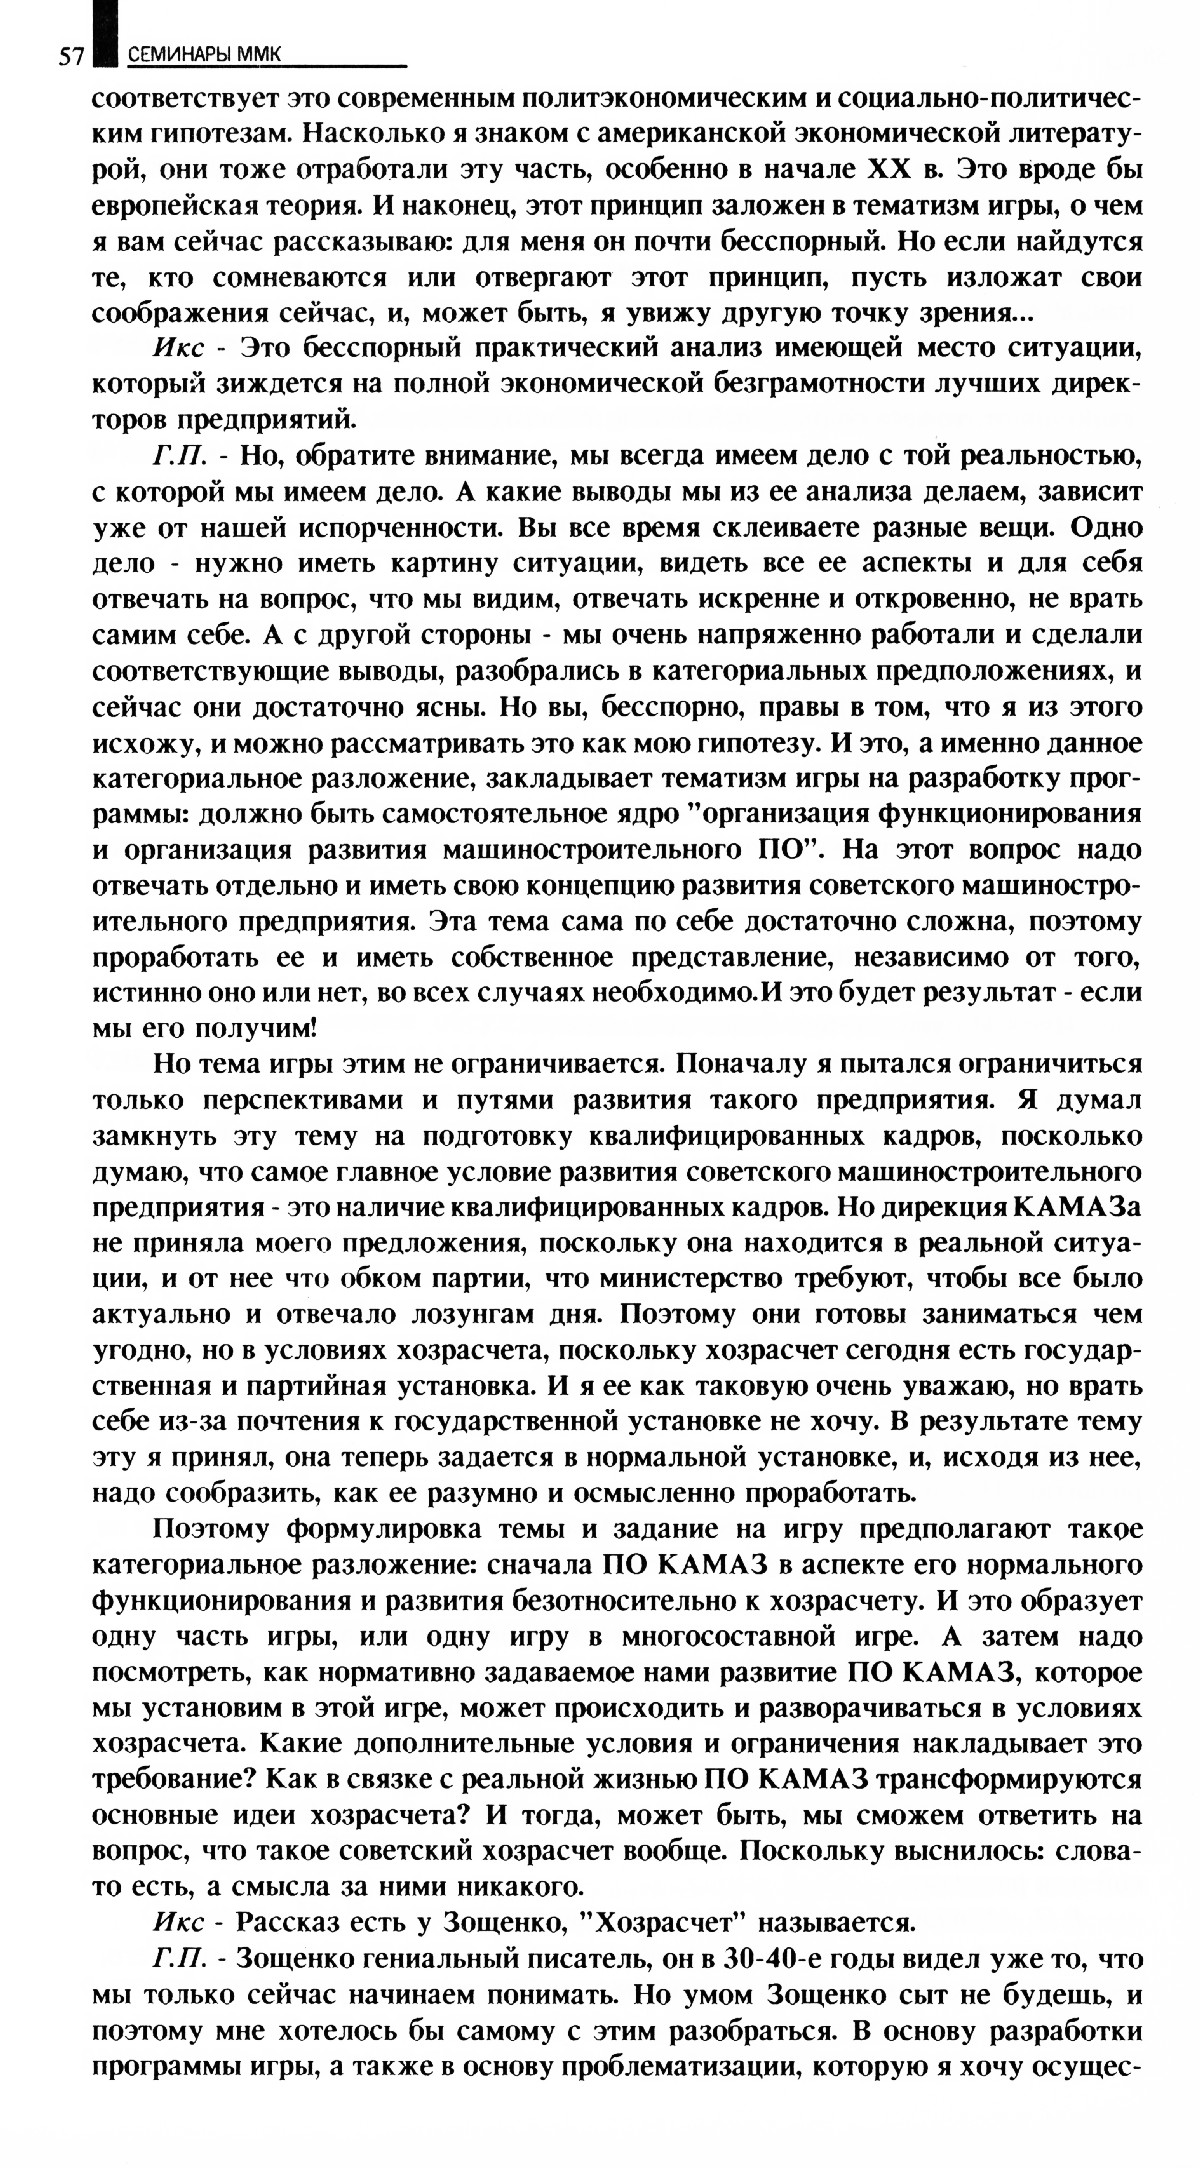 57 СЕМИНАРЫ ММК
соответствует это современным политэкономическим и социально-политичес-
ким гипотезам. Насколько я знаком с американской экономической литерату-
рой, они тоже отработали эту часть, особенно в начале XX в. Это вроде бы
европейская теория. И наконец, этот принцип заложен в тематизм игры, о чем
я вам сейчас рассказываю: для меня он почти бесспорный. Но если найдутся
те, кто сомневаются или отвергают этот принцип, пусть изложат свои
соображения сейчас, и, может быть, я увижу другую точку зрения...
Икс - Это бесспорный практический анализ имеющей место ситуации,
который зиждется на полной экономической безграмотности лучших дирек-
торов предприятий.
Г.П. - Но, обратите внимание, мы всегда имеем дело с той реальностью,
с которой мы имеем дело. А какие выводы мы из ее анализа делаем, зависит
уже от нашей испорченности. Вы все время склеиваете разные вещи. Одно
дело - нужно иметь картину ситуации, видеть все ее аспекты и для себя
отвечать на вопрос, что мы видим, отвечать искренне и откровенно, не врать
самим себе. А с другой стороны - мы очень напряженно работали и сделали
соответствующие выводы, разобрались в категориальных предположениях, и
сейчас они достаточно ясны. Но вы, бесспорно, правы в том, что я из этого
исхожу, и можно рассматривать это как мою гипотезу. И это, а именно данное
категориальное разложение, закладывает тематизм игры на разработку прог-
раммы: должно быть самостоятельное ядро "организация функционирования
и организация развития машиностроительного ПО". На этот вопрос надо
отвечать отдельно и иметь свою концепцию развития советского машиностро-
ительного предприятия. Эта тема сама по себе достаточно сложна, поэтому
проработать ее и иметь собственное представление, независимо от того,
истинно оно или нет, во всех случаях необходимо.И это будет результат - если
мы его получим!
Но тема игры этим не ограничивается. Поначалу я пытался ограничиться
только перспективами и путями развития такого предприятия. Я думал
замкнуть эту тему на подготовку квалифицированных кадров, посколько
думаю, что самое главное условие развития советского машиностроительного
предприятия - это наличие квалифицированных кадров. Но дирекция КАМАЗа
не приняла моего предложения, поскольку она находится в реальной ситуа-
ции, и от нее что обком партии, что министерство требуют, чтобы все было
актуально и отвечало лозунгам дня. Поэтому они готовы заниматься чем
угодно, но в условиях хозрасчета, поскольку хозрасчет сегодня есть государ-
ственная и партийная установка. И я ее как таковую очень уважаю, но врать
себе из-за почтения к государственной установке не хочу. В результате тему
эту я принял, она теперь задается в нормальной установке, и, исходя из нее,
надо сообразить, как ее разумно и осмысленно проработать.
Поэтому формулировка темы и задание на игру предполагают такое
категориальное разложение: сначала ПО КАМАЗ в аспекте его нормального
функционирования и развития безотносительно к хозрасчету. И это образует
одну часть игры, или одну игру в многосоставной игре. А затем надо
посмотреть, как нормативно задаваемое нами развитие ПО КАМАЗ, которое
мы установим в этой игре, может происходить и разворачиваться в условиях
хозрасчета. Какие дополнительные условия и ограничения накладывает это
требование? Как в связке с реальной жизнью ПО КАМАЗ трансформируются
основные идеи хозрасчета? И тогда, может быть, мы сможем ответить на
вопрос, что такое советский хозрасчет вообще. Поскольку выснилось: слова-
то есть, а смысла за ними никакого.
Икс - Рассказ есть у Зощенко, "Хозрасчет" называется.
Г.П. - Зощенко гениальный писатель, он в 30-40-е годы видел уже то, что
мы только сейчас начинаем понимать. Но умом Зощенко сыт не будешь, и
поэтому мне хотелось бы самому с этим разобраться. В основу разработки
программы игры, а также в основу проблематизации, которую я хочу осущес-